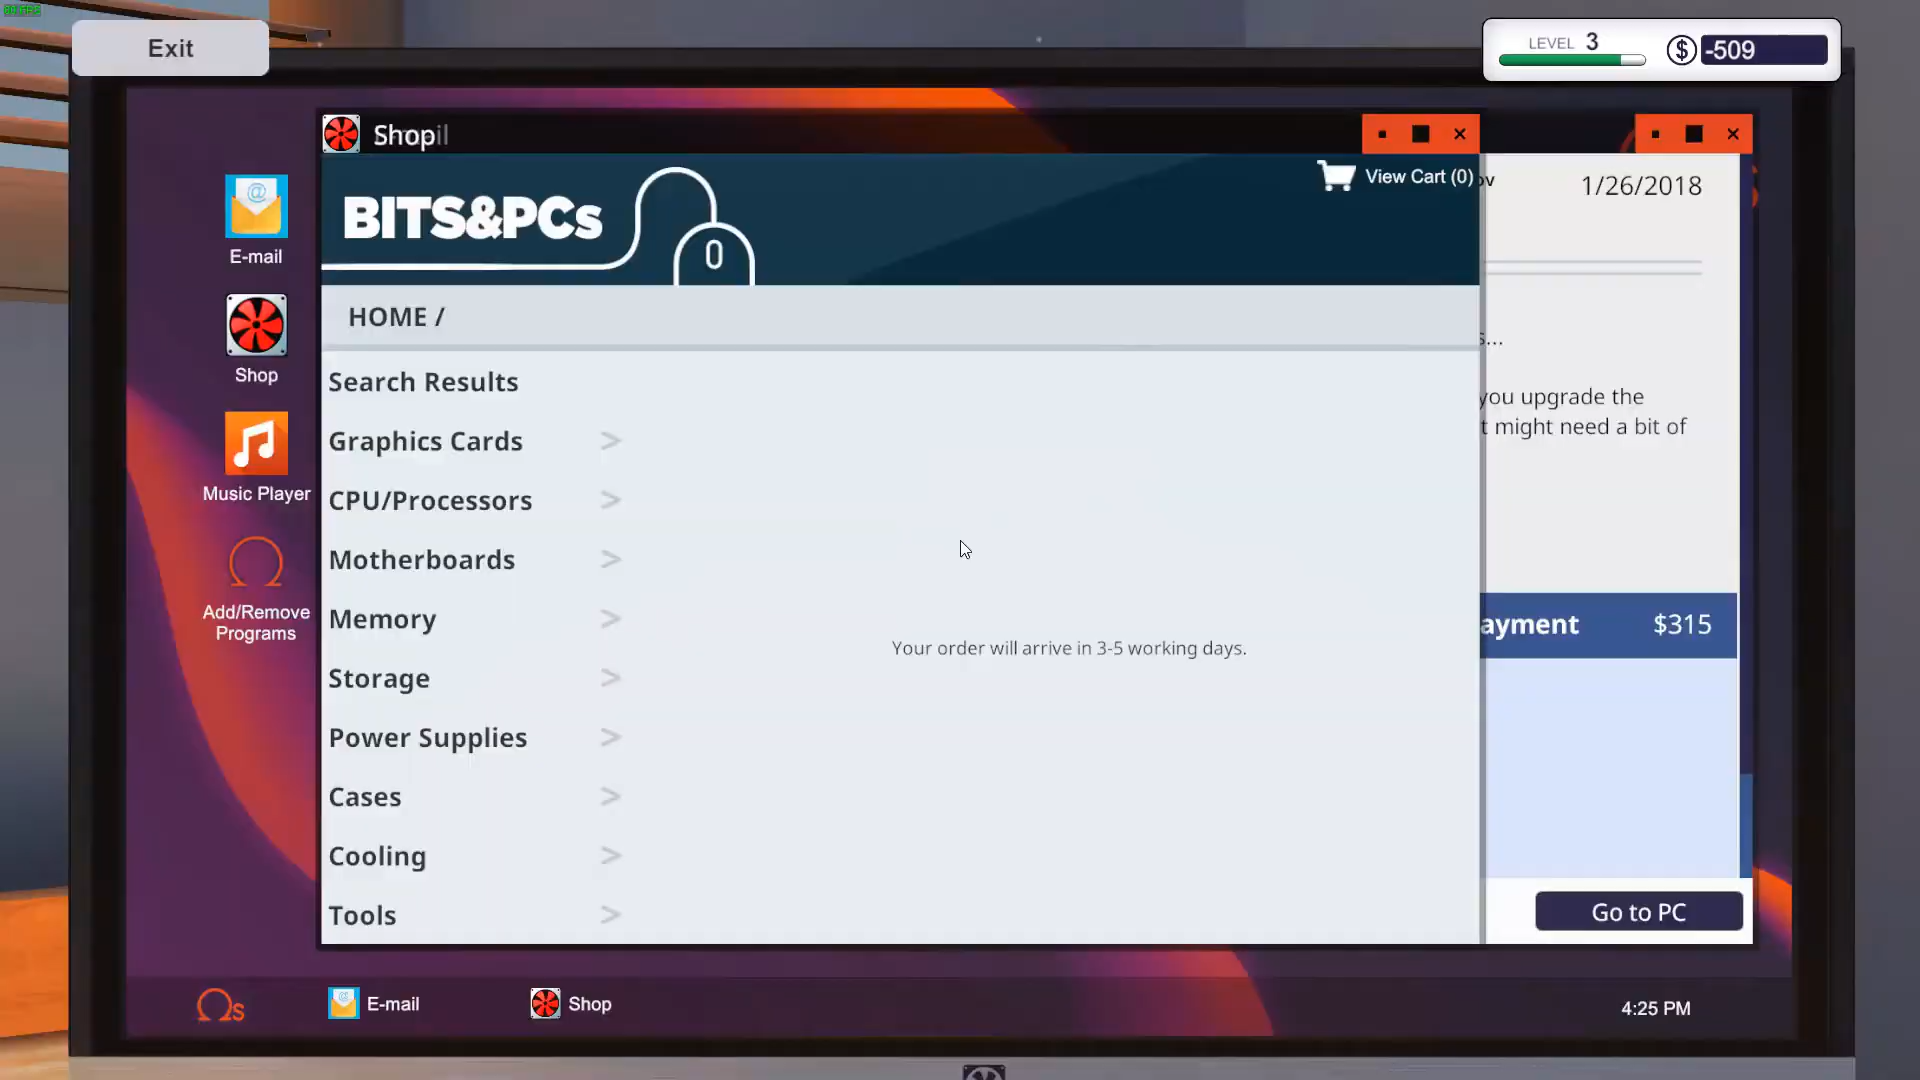 Exit
LEVEL 3
$ -509
Shop
View Cart (0)
BITS&PCs
1/26/2018
HOME /
E-mail
Shop
Music Player
Add/Remove
Programs
Search Results
Graphics Cards >
CPU/Processors >
Motherboards >
Memory >
Storage >
Power Supplies >
Cases >
Cooling >
Tools >
Your order will arrive in 3-5 working days.
s...
you upgrade the
t might need a bit of
ayment $315
Go to PC
Ωs
E-mail
Shop
4:25 PM